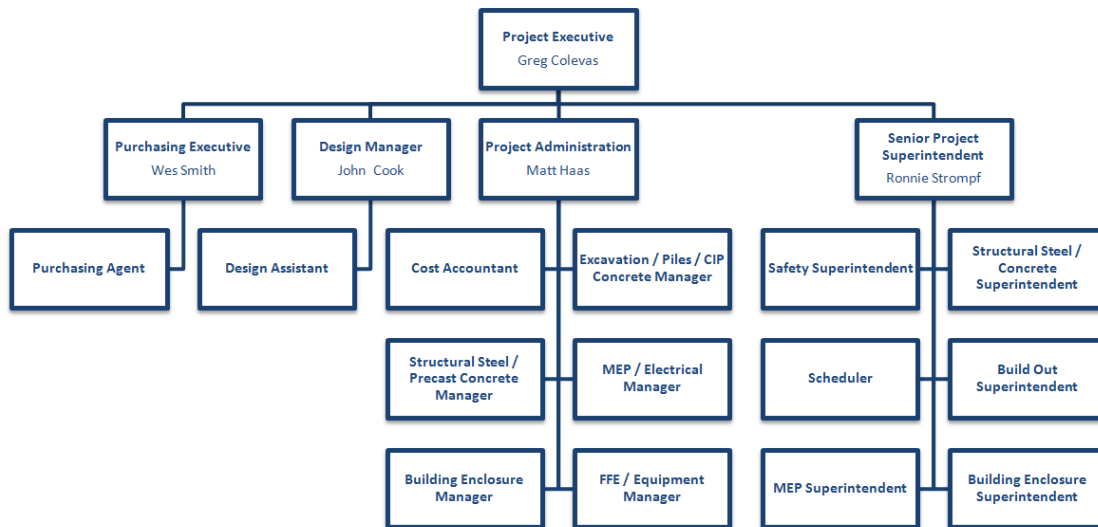 Project Executive
Greg Colevas
Purchasing Executive
Wes Smith
Design Manager
John Cook
Project Administration
Matt Haas
Senior Project
Superintendent
Ronnie Strompf
Purchasing Agent
Design Assistant
Cost Accountant
Excavation / Piles / CIP
Concrete Manager
Safety Superintendent
Structural Steel /
Concrete
Superintendent
Structural Steel /
Precast Concrete
Manager
MEP / Electrical
Manager
Scheduler
Build Out
Superintendent
Building Enclosure
Manager
FFE / Equipment
Manager
MEP Superintendent
Building Enclosure
Superintendent